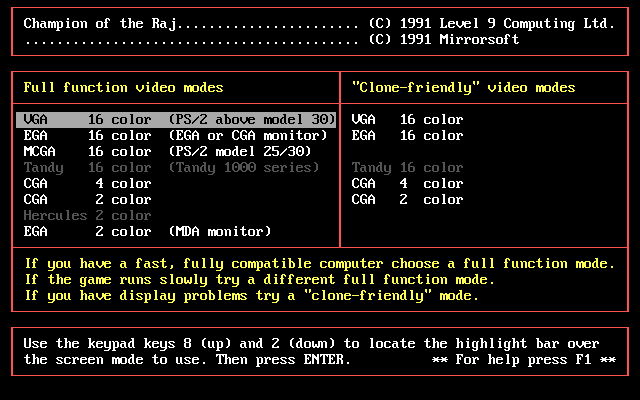 Champion of the Raj....................... (C) 1991 Level 9 Computing Ltd.
.......................................... (C) 1991 Mirrorsoft
Full function video modes
VGA 16 color (PS/2 above model 30)
EGA 16 color (EGA or CGA monitor)
MCGA 16 color (PS/2 model 25/30)
Tandy 16 color (Tandy 1000 series)
CGA 4 color
CGA 2 color
Hercules 2 color
EGA 2 color (MDA monitor)
"Clone-friendly" video modes
VGA 16 color
EGA 16 color
Tandy 16 color
CGA 4 color
CGA 2 color
If you have a fast, fully compatible computer choose a full function mode.
If the game runs slowly try a different full function mode.
If you have display problems try a "clone-friendly" mode.
Use the keypad keys 8 (up) and 2 (down) to locate the highlight bar over
the screen mode to use. Then press ENTER. ** For help press F1 **